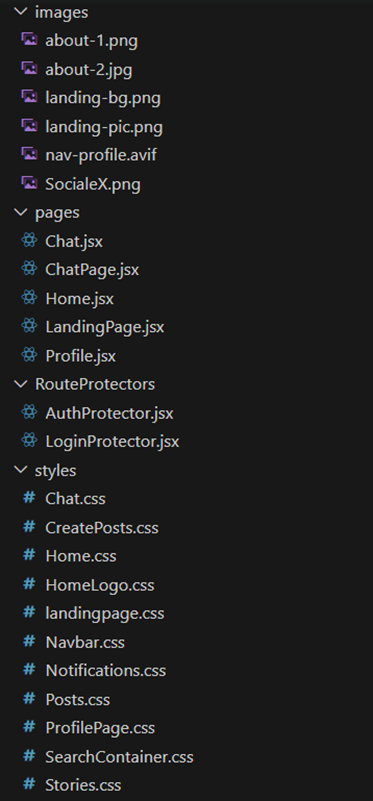 images
about-1.png
about-2.jpg
landing-bg.png
landing-pic.png
nav-profile.avif
SocialeX.png
pages
Chat.jsx
ChatPage.jsx
Home.jsx
LandingPage.jsx
Profile.jsx
RouteProtectors
AuthProtector.jsx
LoginProtector.jsx
styles
# Chat.css
# CreatePosts.css
# Home.css
# HomeLogo.css
# landingpage.css
# Navbar.css
# Notifications.css
# Posts.css
# ProfilePage.css
# SearchContainer.css
# Stories.css